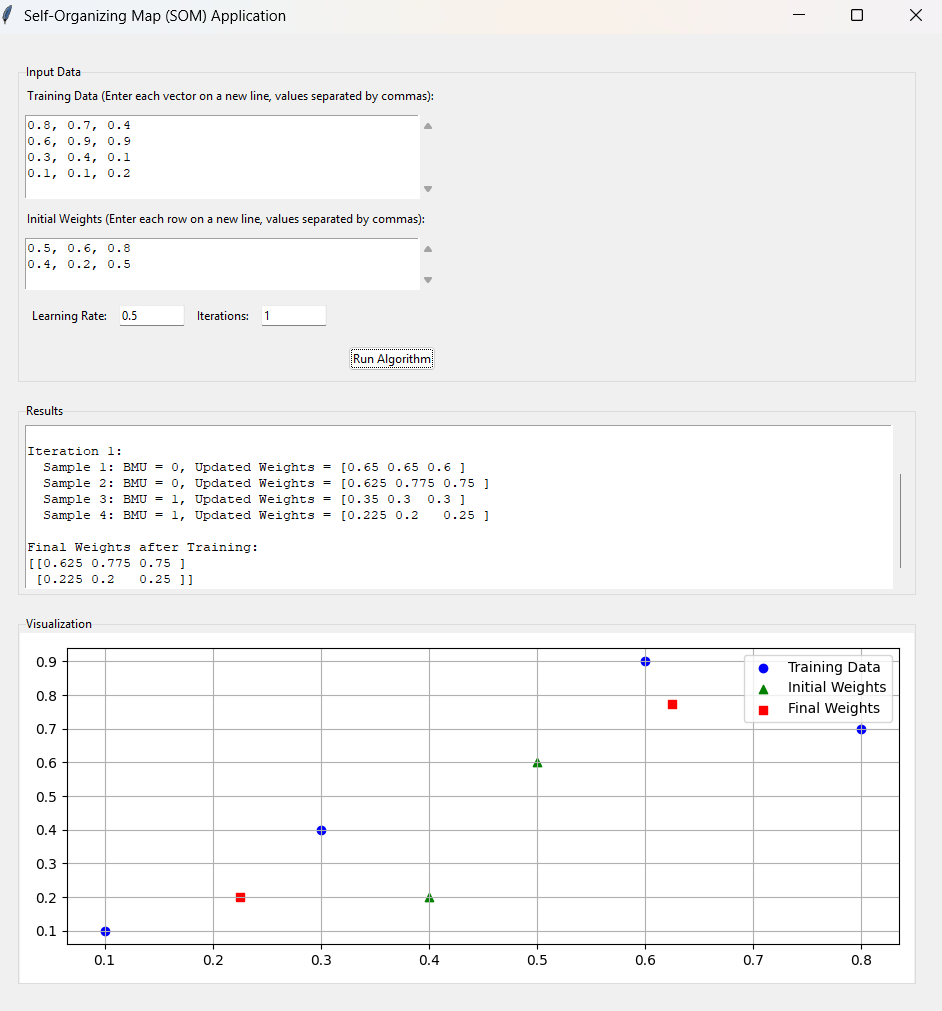 Self-Organizing Map (SOM) Application
Input Data
Training Data (Enter each vector on a new line, values separated by commas):
0.8, 0.7, 0.4
0.6, 0.9, 0.9
0.3, 0.4, 0.1
0.1, 0.1, 0.2
Initial Weights (Enter each row on a new line, values separated by commas):
0.5, 0.6, 0.8
0.4, 0.2, 0.5
Learning Rate: 0.5 Iterations: 1
Run Algorithm
Results
Iteration 1:
  Sample 1: BMU = 0, Updated Weights = [0.65 0.65 0.6 ]
  Sample 2: BMU = 0, Updated Weights = [0.625 0.775 0.75 ]
  Sample 3: BMU = 1, Updated Weights = [0.35 0.3  0.3 ]
  Sample 4: BMU = 1, Updated Weights = [0.225 0.2   0.25 ]
Final Weights after Training:
[[0.625 0.775 0.75 ]
 [0.225 0.2   0.25 ]]
Visualization
Training Data
Initial Weights
Final Weights
0.9
0.8
0.7
0.6
0.5
0.4
0.3
0.2
0.1
0.1 0.2 0.3 0.4 0.5 0.6 0.7 0.8